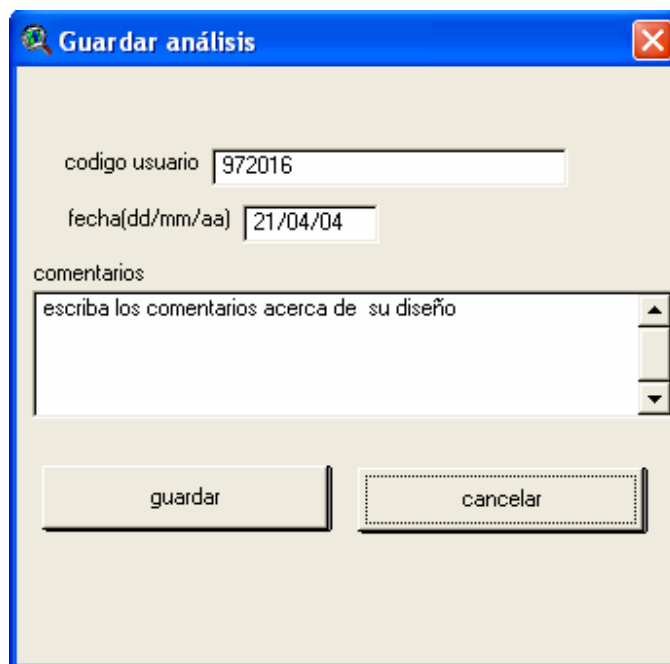 Guardar análisis
codigo usuario 972016
fecha(dd/mm/aa) 21/04/04
comentarios
escriba los comentarios acerca de su diseño
guardar cancelar